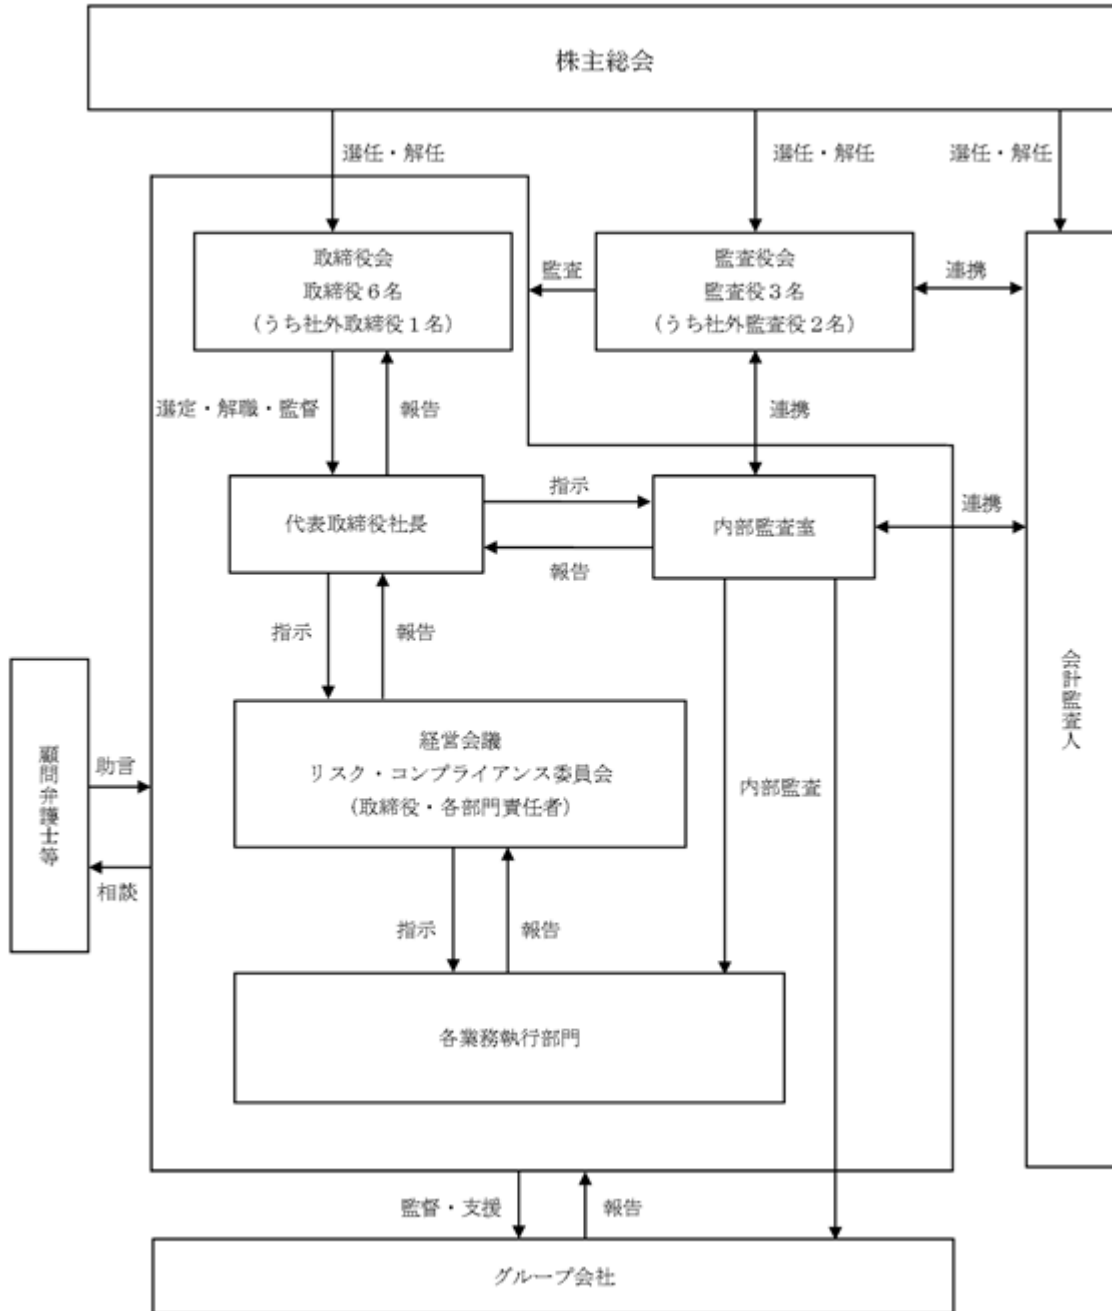 株主総会
選任・解任
選任・解任
選任・解任
取締役会
取締役6名
(うち社外取締役1名)
監査
監査役会
監査役3名
(うち社外監査役2名)
連携
選定・解職・監督
報告
連携
代表取締役社長
指示
報告
内部監査室
連携
指示
報告
会計監査人
顧問弁護士等
助言
相談
経営会議
リスク・コンプライアンス委員会
(取締役・各部門責任者)
内部監査
指示
報告
各業務執行部門
監督・支援
報告
グループ会社